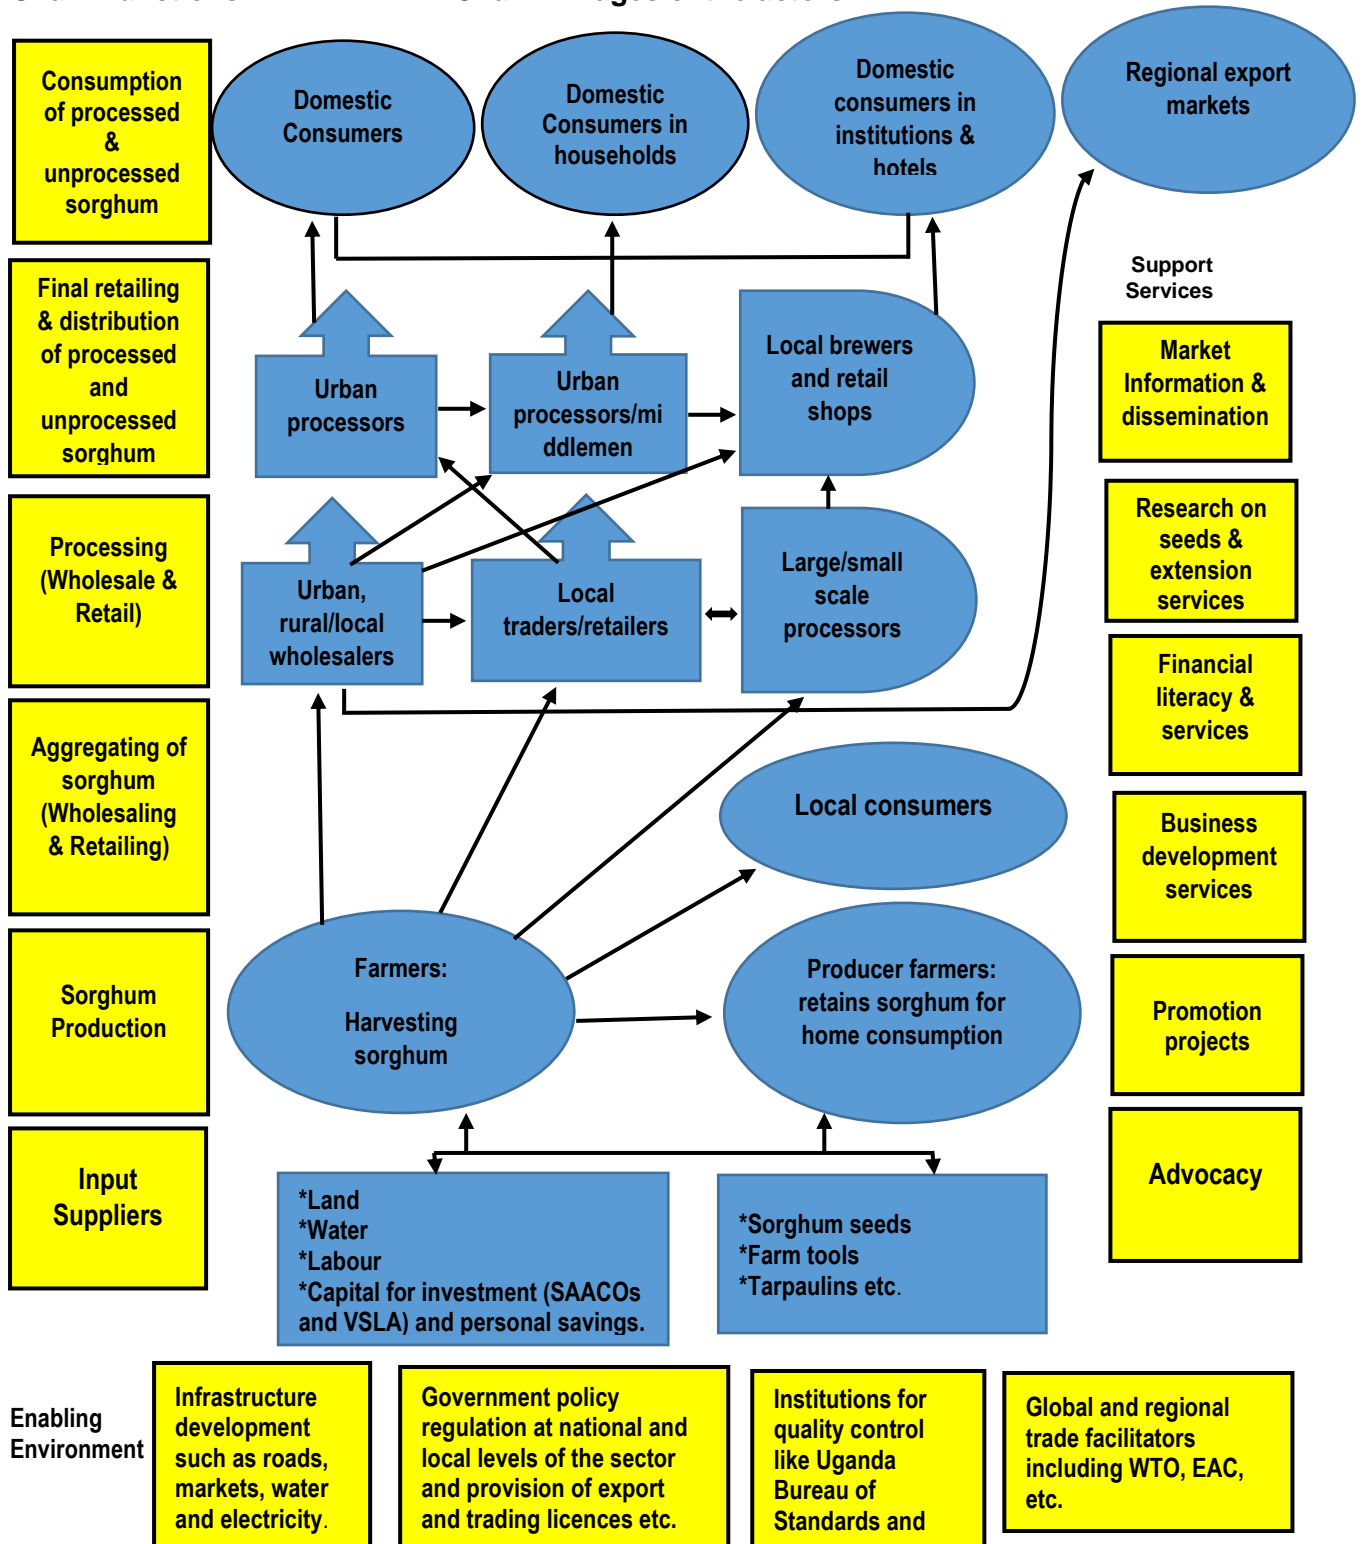 Consumption
of processed
&
unprocessed
sorghum
Domestic
Consumers
Domestic
Consumers in
households
Domestic
consumers in
institutions &
hotels
Regional export
markets
Final retailing
& distribution
of processed
and
unprocessed
sorghum
Urban
processors
Urban
processors/mi
ddlemen
Local brewers
and retail
shops
Support
Services
Market
Information &
dissemination
Processing
(Wholesale &
Retail)
Urban,
rural/local
wholesalers
Local
traders/retailers
Large/small
scale
processors
Research on
seeds &
extension
services
Financial
literacy &
services
Aggregating of
sorghum
(Wholesaling
& Retailing)
Local consumers
Business
development
services
Sorghum
Production
Farmers:
Harvesting
sorghum
Producer farmers:
retains sorghum for
home consumption
Promotion
projects
Input
Suppliers
*Land
*Water
*Labour
*Capital for investment (SAACOs
and VSLA) and personal savings.
*Sorghum seeds
*Farm tools
*Tarpaulins etc.
Advocacy
Enabling
Environment
Infrastructure
development
such as roads,
markets, water
and electricity.
Government policy
regulation at national and
local levels of the sector
and provision of export
and trading licences etc.
Institutions for
quality control
like Uganda
Bureau of
Standards and
Global and regional
trade facilitators
including WTO, EAC,
etc.